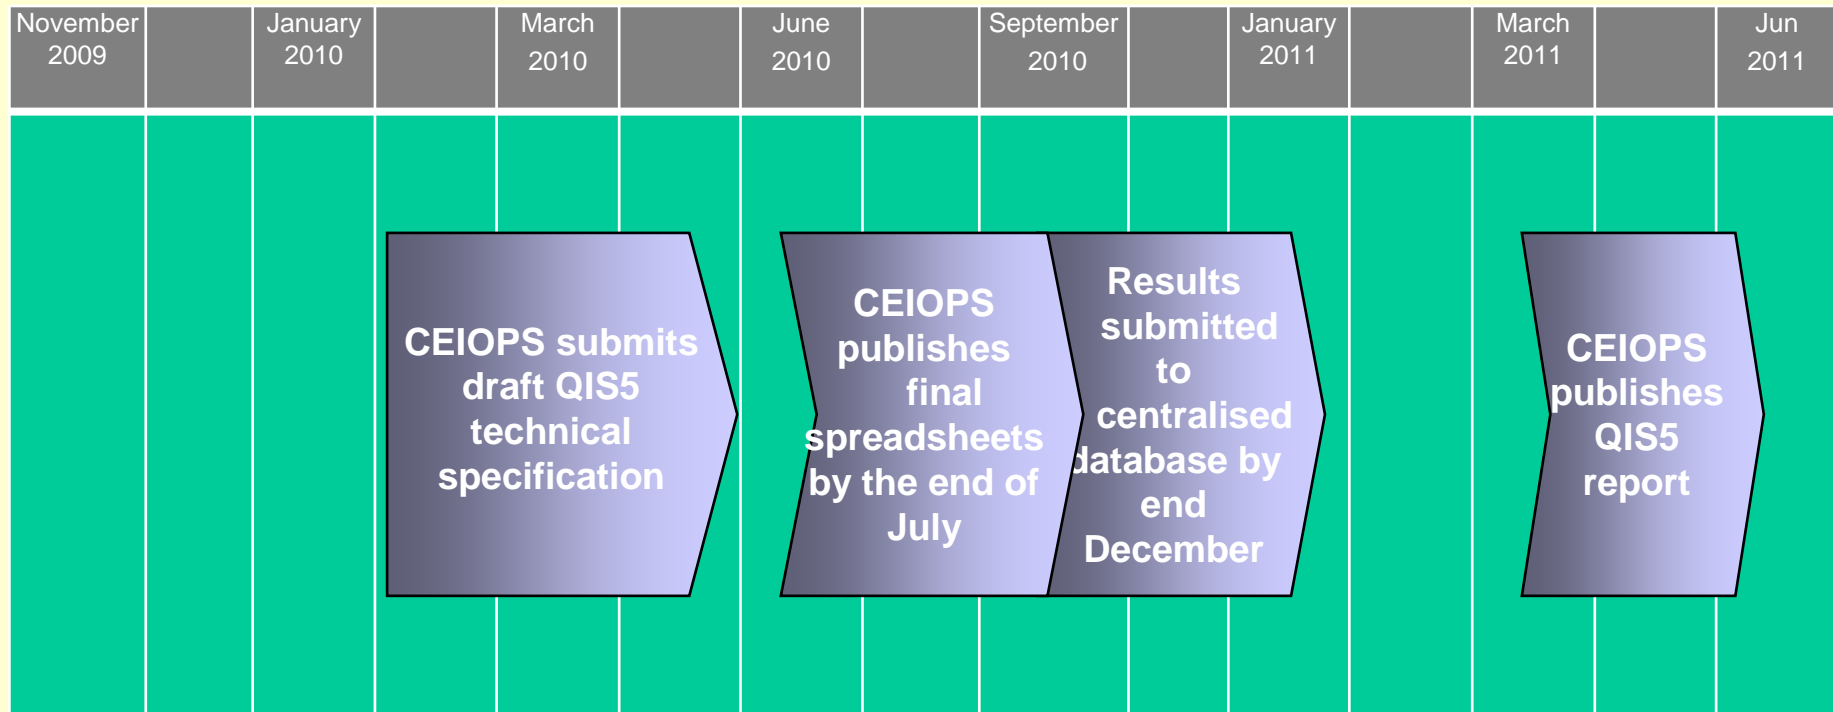 November
2009
January
2010
March
2010
June
2010
September
2010
January
2011
March
2011
Jun
2011
CEIOPS submits
draft QIS5
technical
specification
CEIOPS
publishes
final
spreadsheets
by the end of
July
Results
submitted
to
centralised
database by
end
December
CEIOPS
publishes
QIS5
report